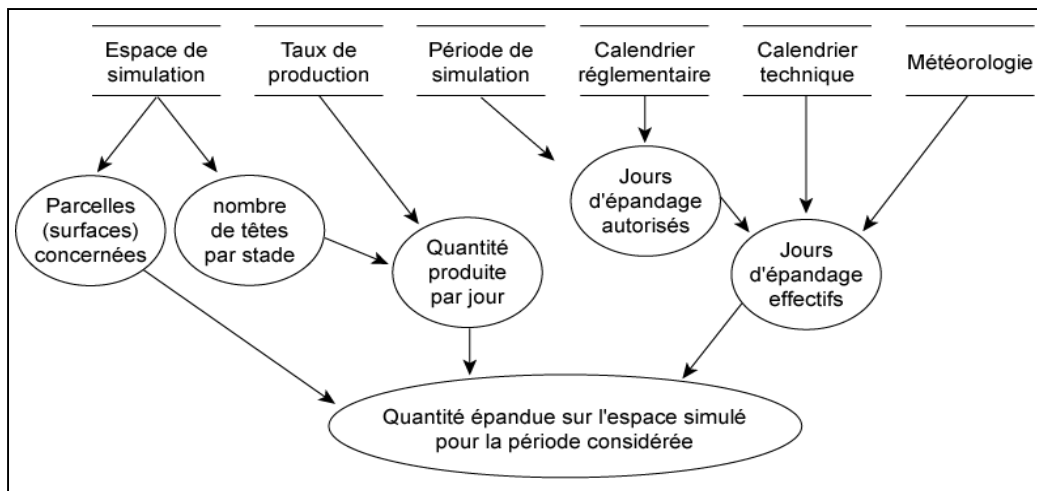 Espace de
simulation
Taux de
production
Période de
simulation
Calendrier
réglementaire
Calendrier
technique
Météorologie
Parcelles
(surfaces)
concernées
nombre
de têtes
par stade
Quantité
produite
par jour
Jours
d'épandage
autorisés
Jours
d'épandage
effectifs
Quantité épandue sur l'espace simulé
pour la période considérée